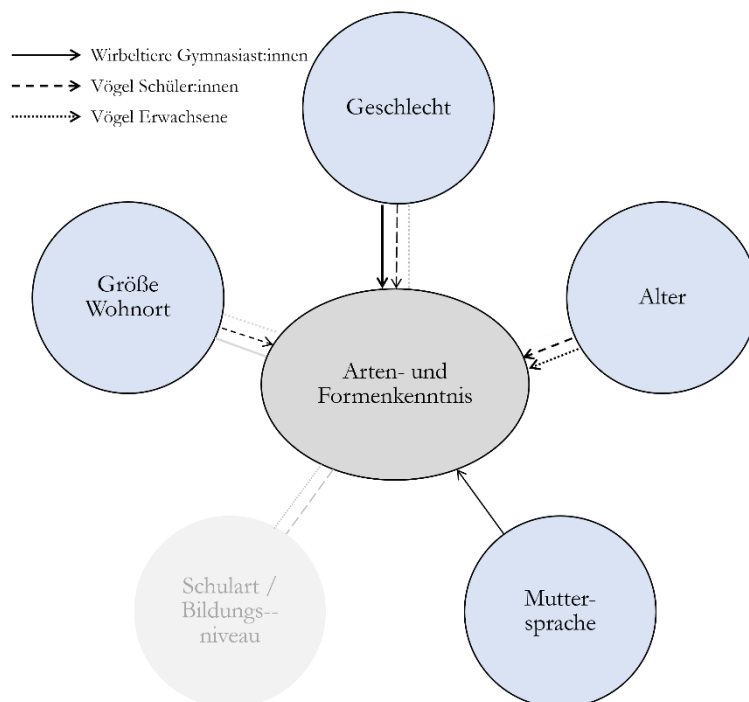 Wirbeltiere Gymnasiast:innen
Vögel Schüler:innen
Vögel Erwachsene
Geschlecht
Größe
Wohnort
Alter
Arten- und
Formenkenntnis
Schulart /
Bildungs--
niveau
Mutter-
sprache